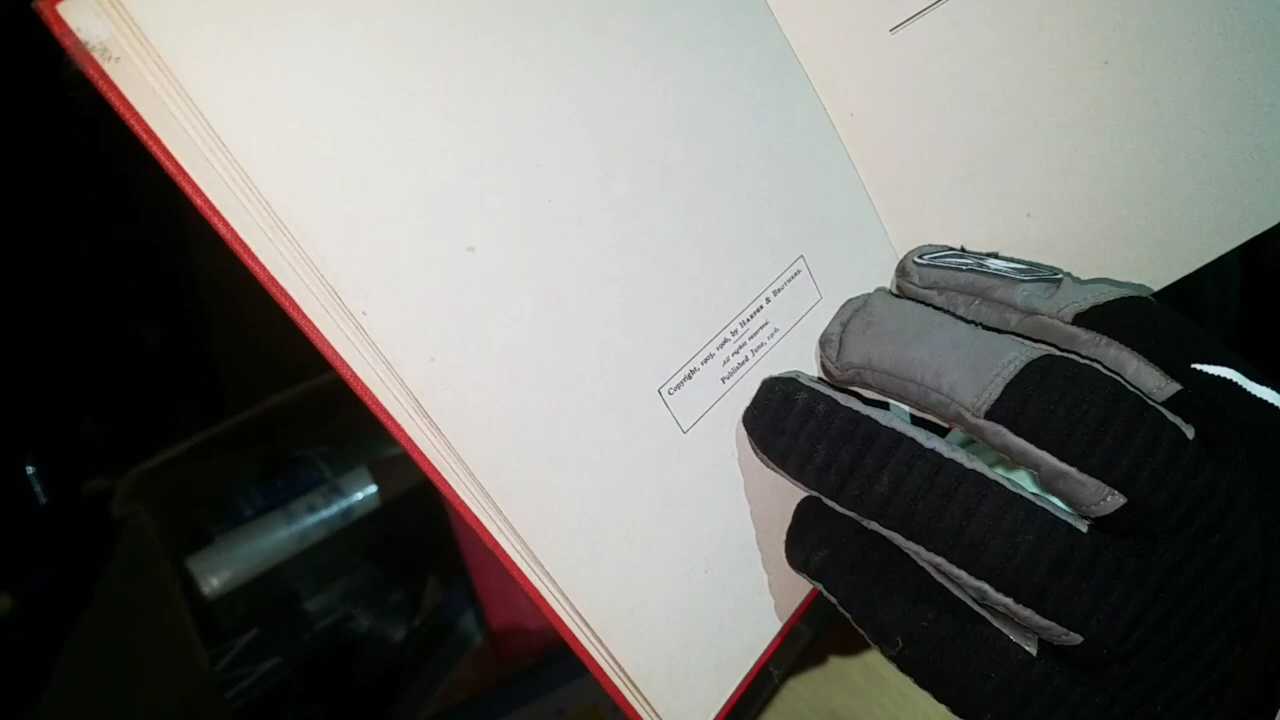 Copyright, 1905, 1906, by HARPER & BROTHERS.
All rights reserved.
Published June, 1906.